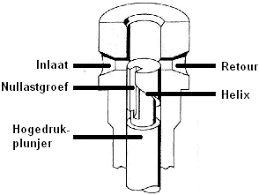 Inlaat
Retour
Nullastgroef
Helix
Hogedruk-
plunjer